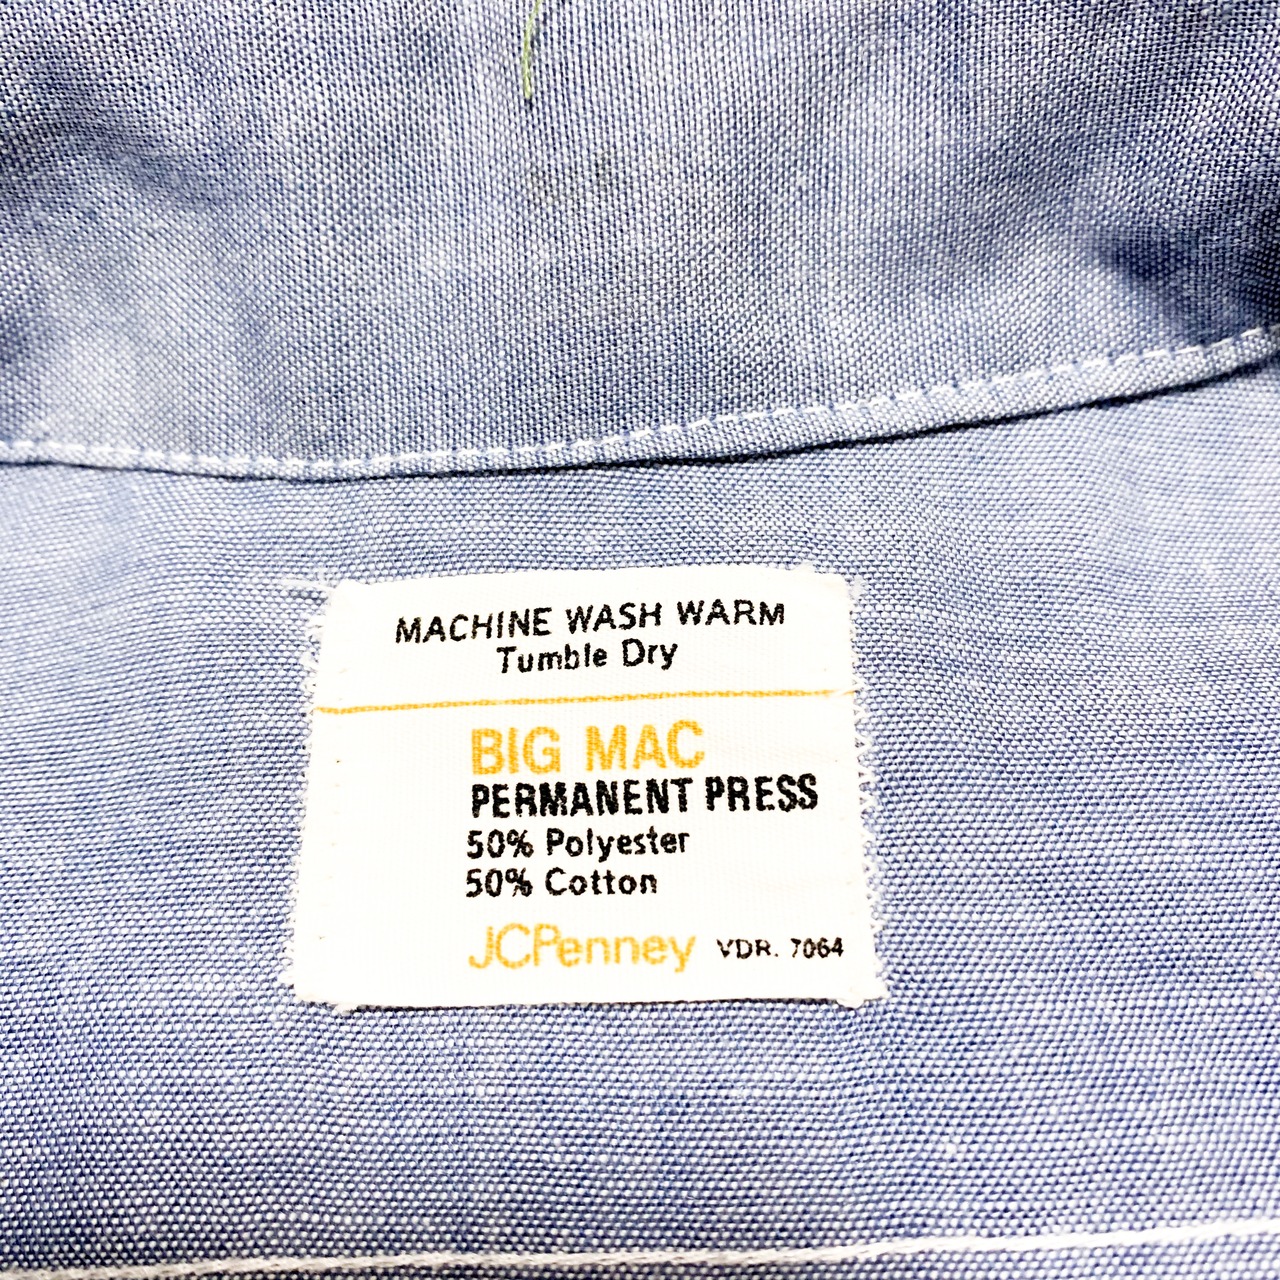 MACHINE WASH WARM
Tumble Dry
BIG MAC
PERMANENT PRESS
50% Polyester
50% Cotton
JCPenney VDR. 7064